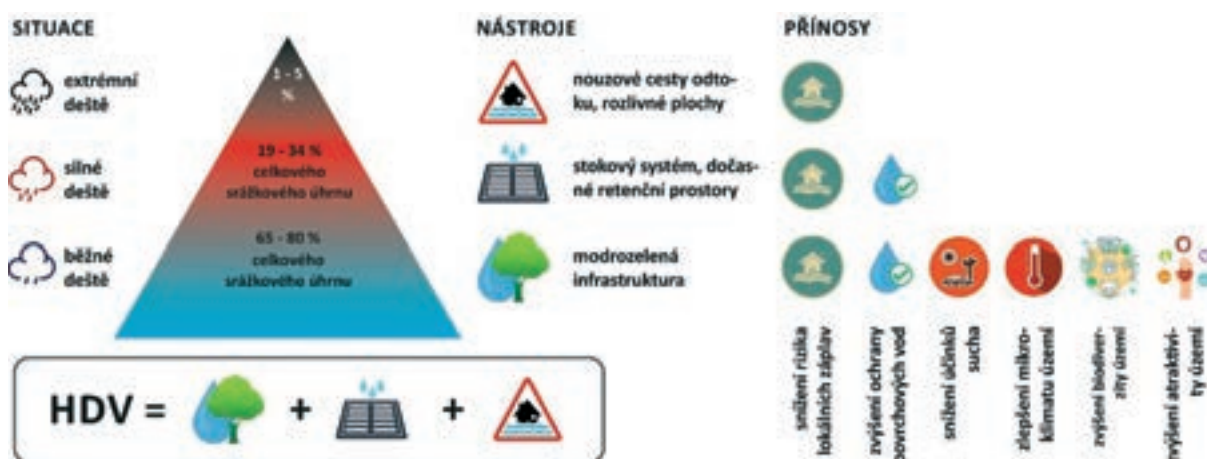 SITUACE
extrémní
deště
silné
deště
běžné
deště
1 - 5
%
19 - 34 %
celkového
srážkového úhrnu
65 - 80 %
celkového
srážkového úhrnu
NÁSTROJE
nouzové cesty odto-
ku, rozlivné plochy
stokový systém, dočas-
né retenční prostory
modrozelená
infrastruktura
PŘÍNOSY
snížení rizika
lokálních záplav
zvýšení ochrany
povrchových vod
snížení účinků
sucha
zlepšení mikro-
klimatu území
zvýšení biodiver-
zity území
zvýšení atraktivi-
ty území
HDV = + +